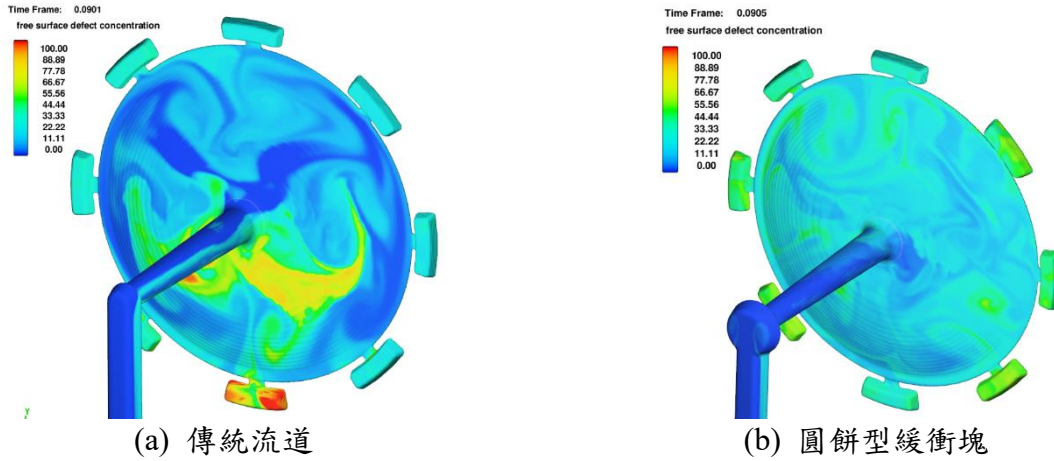 Time Frame: 0.0901
free surface defect concentration
100.00
88.89
77.78
66.67
55.56
44.44
33.33
22.22
11.11
0.00
y
(a) 傳統流道
Time Frame: 0.0905
free surface defect concentration
100.00
88.89
77.78
66.67
55.56
44.44
33.33
22.22
11.11
0.00
(b) 圓餅型緩衝塊